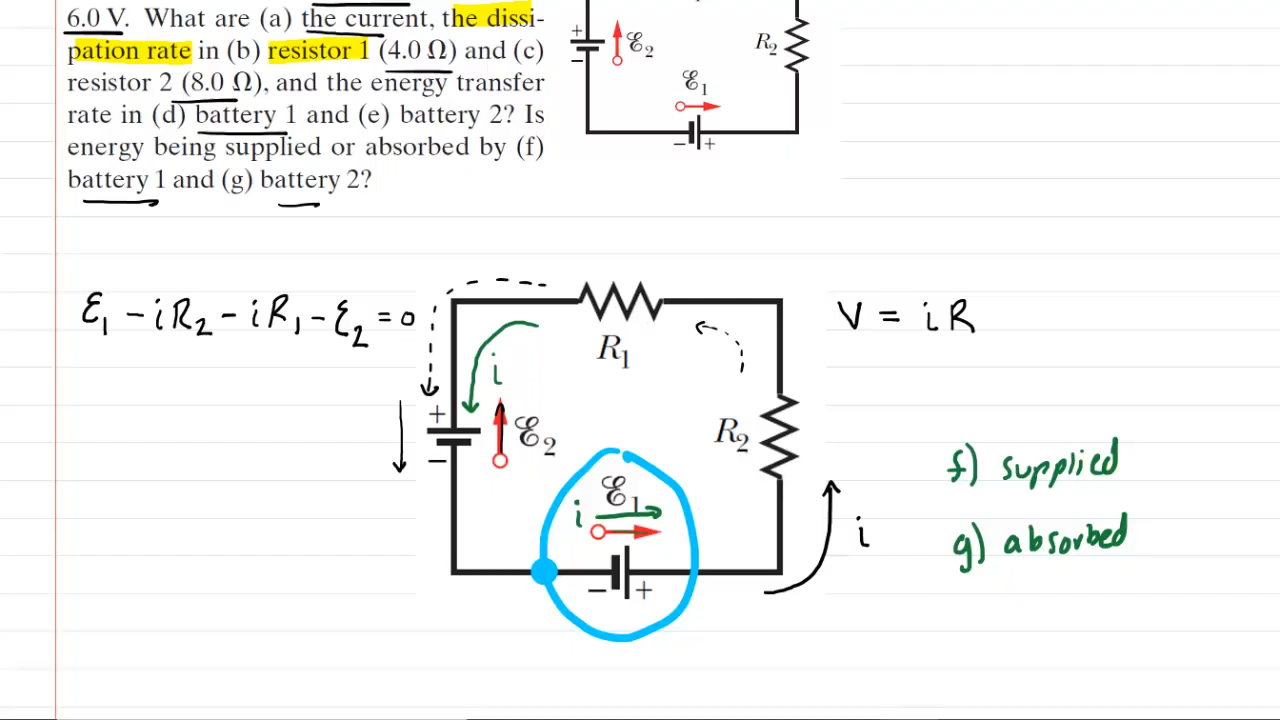 6.0 V. What are (a) the current, the dissi-
pation rate in (b) resistor 1 (4.0 Ω) and (c)
resistor 2 (8.0 Ω), and the energy transfer
rate in (d) battery 1 and (e) battery 2? Is
energy being supplied or absorbed by (f)
battery 1 and (g) battery 2?
+
ℰ2
−
R2
ℰ1
− +
ℰ1 − iR2 − iR1 − ℰ2 = 0
R1
V = iR
i
+
ℰ2
−
R2
f) supplied
ℰ1
i
i
g) absorbed
− +